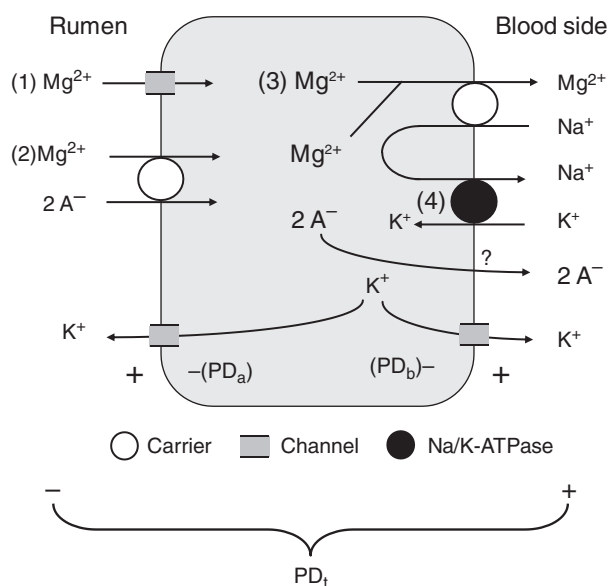 Rumen
Blood side
(1) Mg²⁺
(3) Mg²⁺
Mg²⁺
Na⁺
(2)Mg²⁺
Mg²⁺
Na⁺
2 A⁻
2 A⁻
(4)
K⁺
K⁺
?
2 A⁻
K⁺
K⁺
K⁺
+
–(PDₐ)
(PD_b)–
+
Carrier
Channel
Na/K-ATPase
–
+
PDₜ